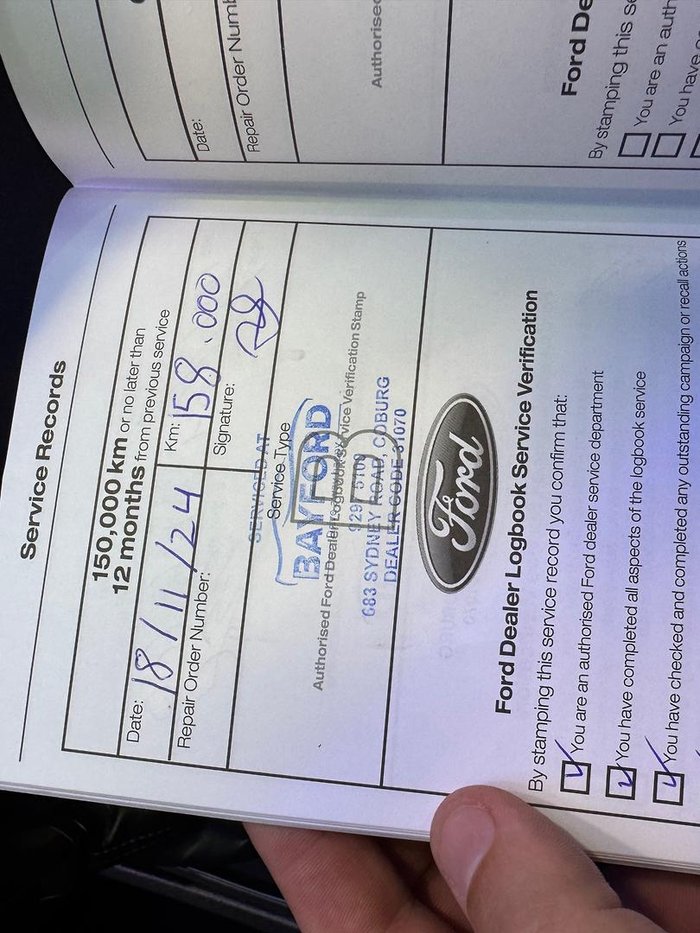 Service Records
150,000 km or no later than
12 months from previous service
Date: 18/11/24
Km: 158.000
Repair Order Number:
Signature:
SERVICED AT
Service Type
BAYFORD
Authorised Ford Dealer Logbook Service Verification Stamp
683 SYDNEY ROAD, COBURG
DEALER CODE 31070
Ford
Ford Dealer Logbook Service Verification
By stamping this service record you confirm that:
You are an authorised Ford dealer service department
You have completed all aspects of the logbook service
You have checked and completed any outstanding campaign or recall actions
Date:
Repair Order Numb
Authorised
Ford De
By stamping this se
You are an auth
You have